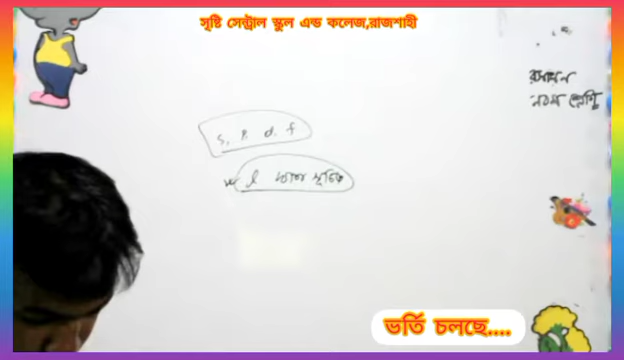 সৃষ্টি সেন্ট্রাল স্কুল এন্ড কলেজ,রাজশাহী
রসায়ন
নবম শ্রেণি
s, p, d, f
l দ্বারা সূচিত
ভর্তি চলছে....